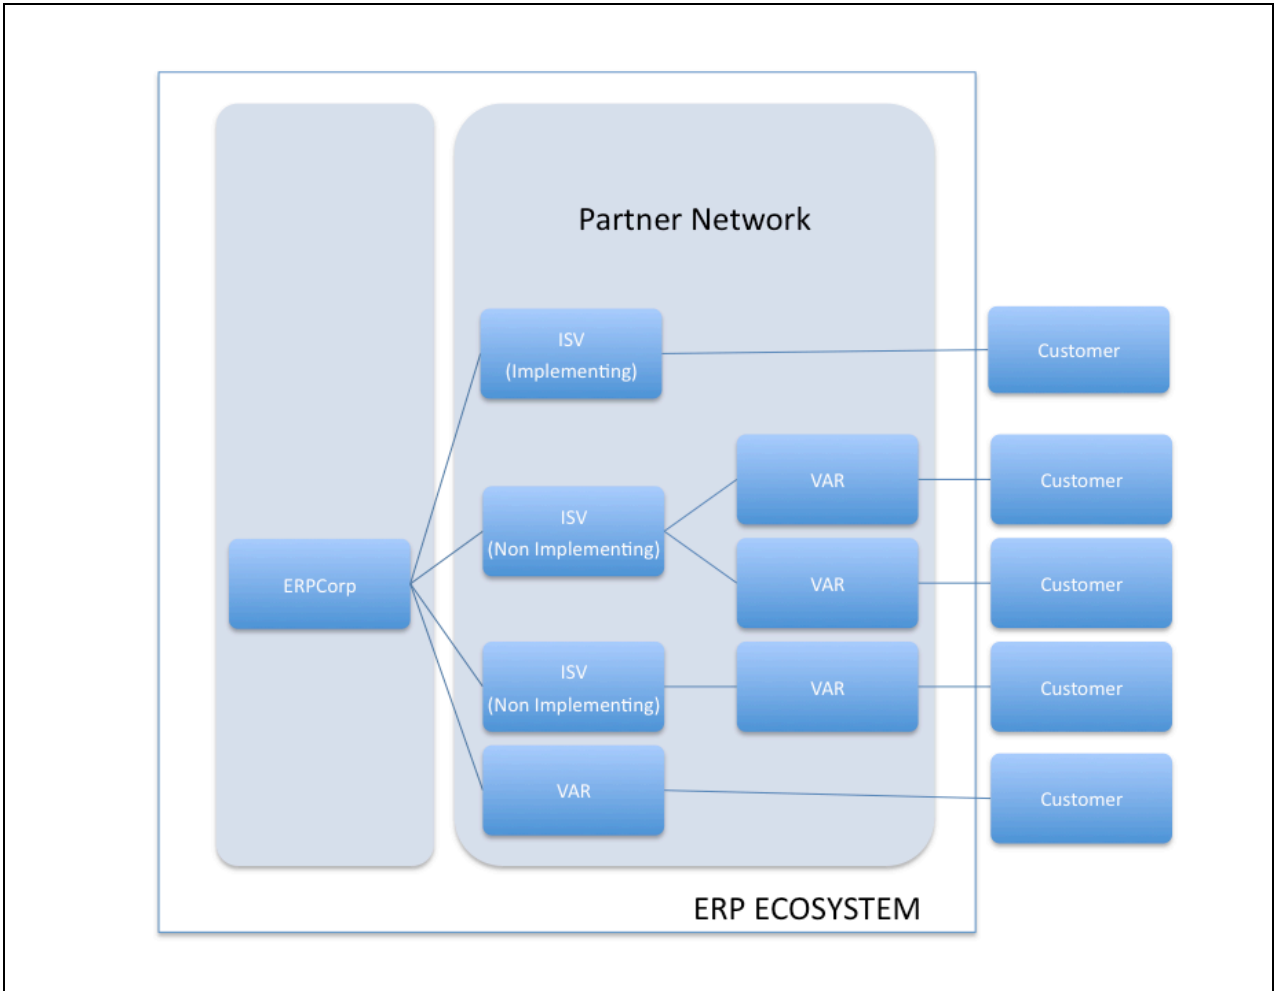 Partner Network
ISV
(Implementing)
Customer
VAR
Customer
ISV
(Non Implementing)
ERPCorp
VAR
Customer
ISV
(Non Implementing)
VAR
Customer
VAR
Customer
ERP ECOSYSTEM